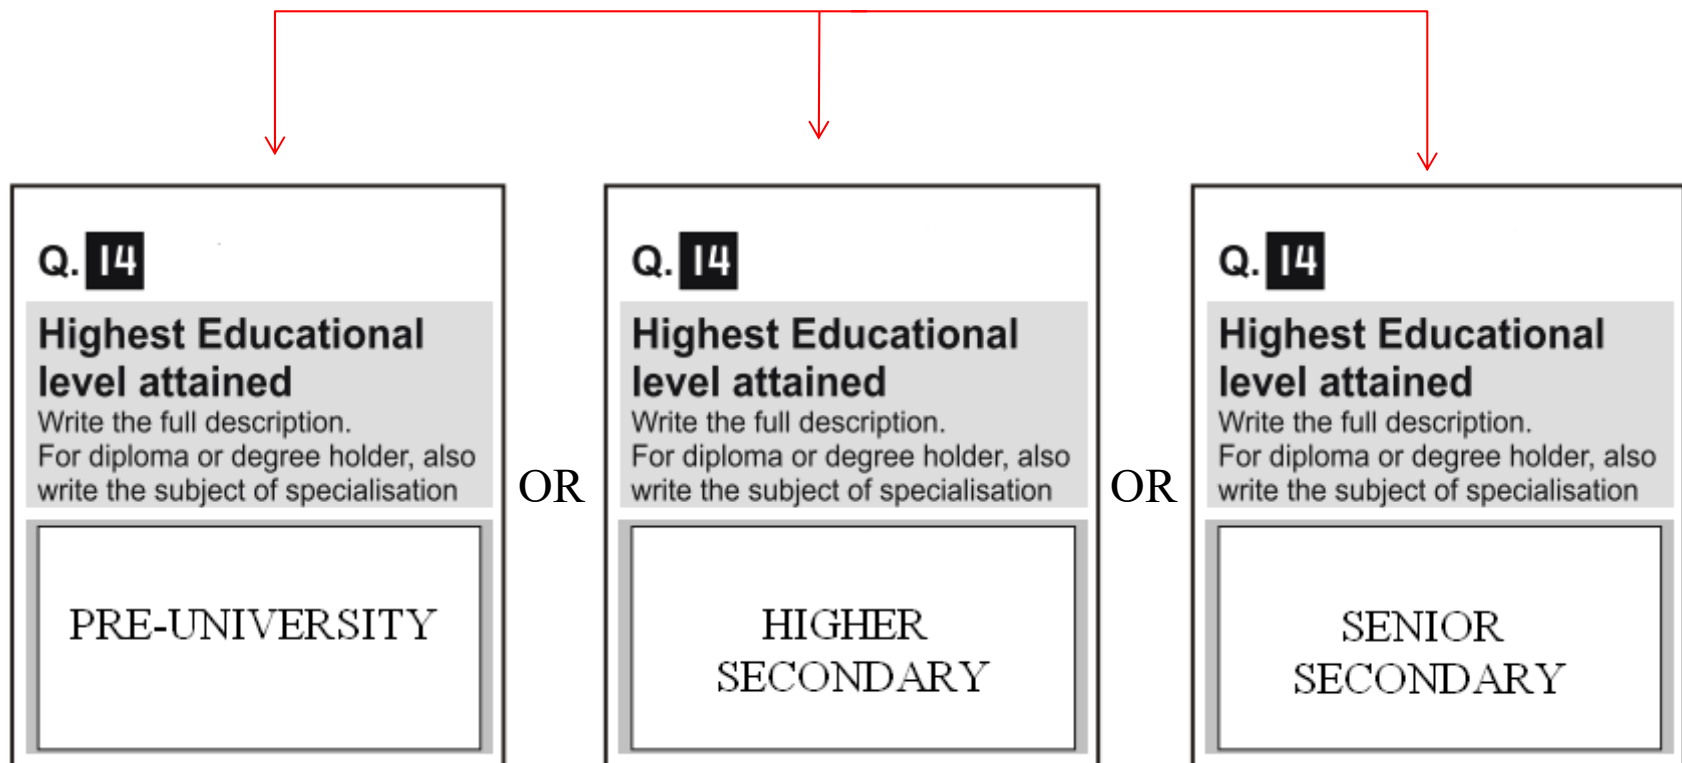 Q. 14
Highest Educational
level attained
Write the full description.
For diploma or degree holder, also
write the subject of specialisation
PRE-UNIVERSITY
OR
Q. 14
Highest Educational
level attained
Write the full description.
For diploma or degree holder, also
write the subject of specialisation
HIGHER
SECONDARY
OR
Q. 14
Highest Educational
level attained
Write the full description.
For diploma or degree holder, also
write the subject of specialisation
SENIOR
SECONDARY